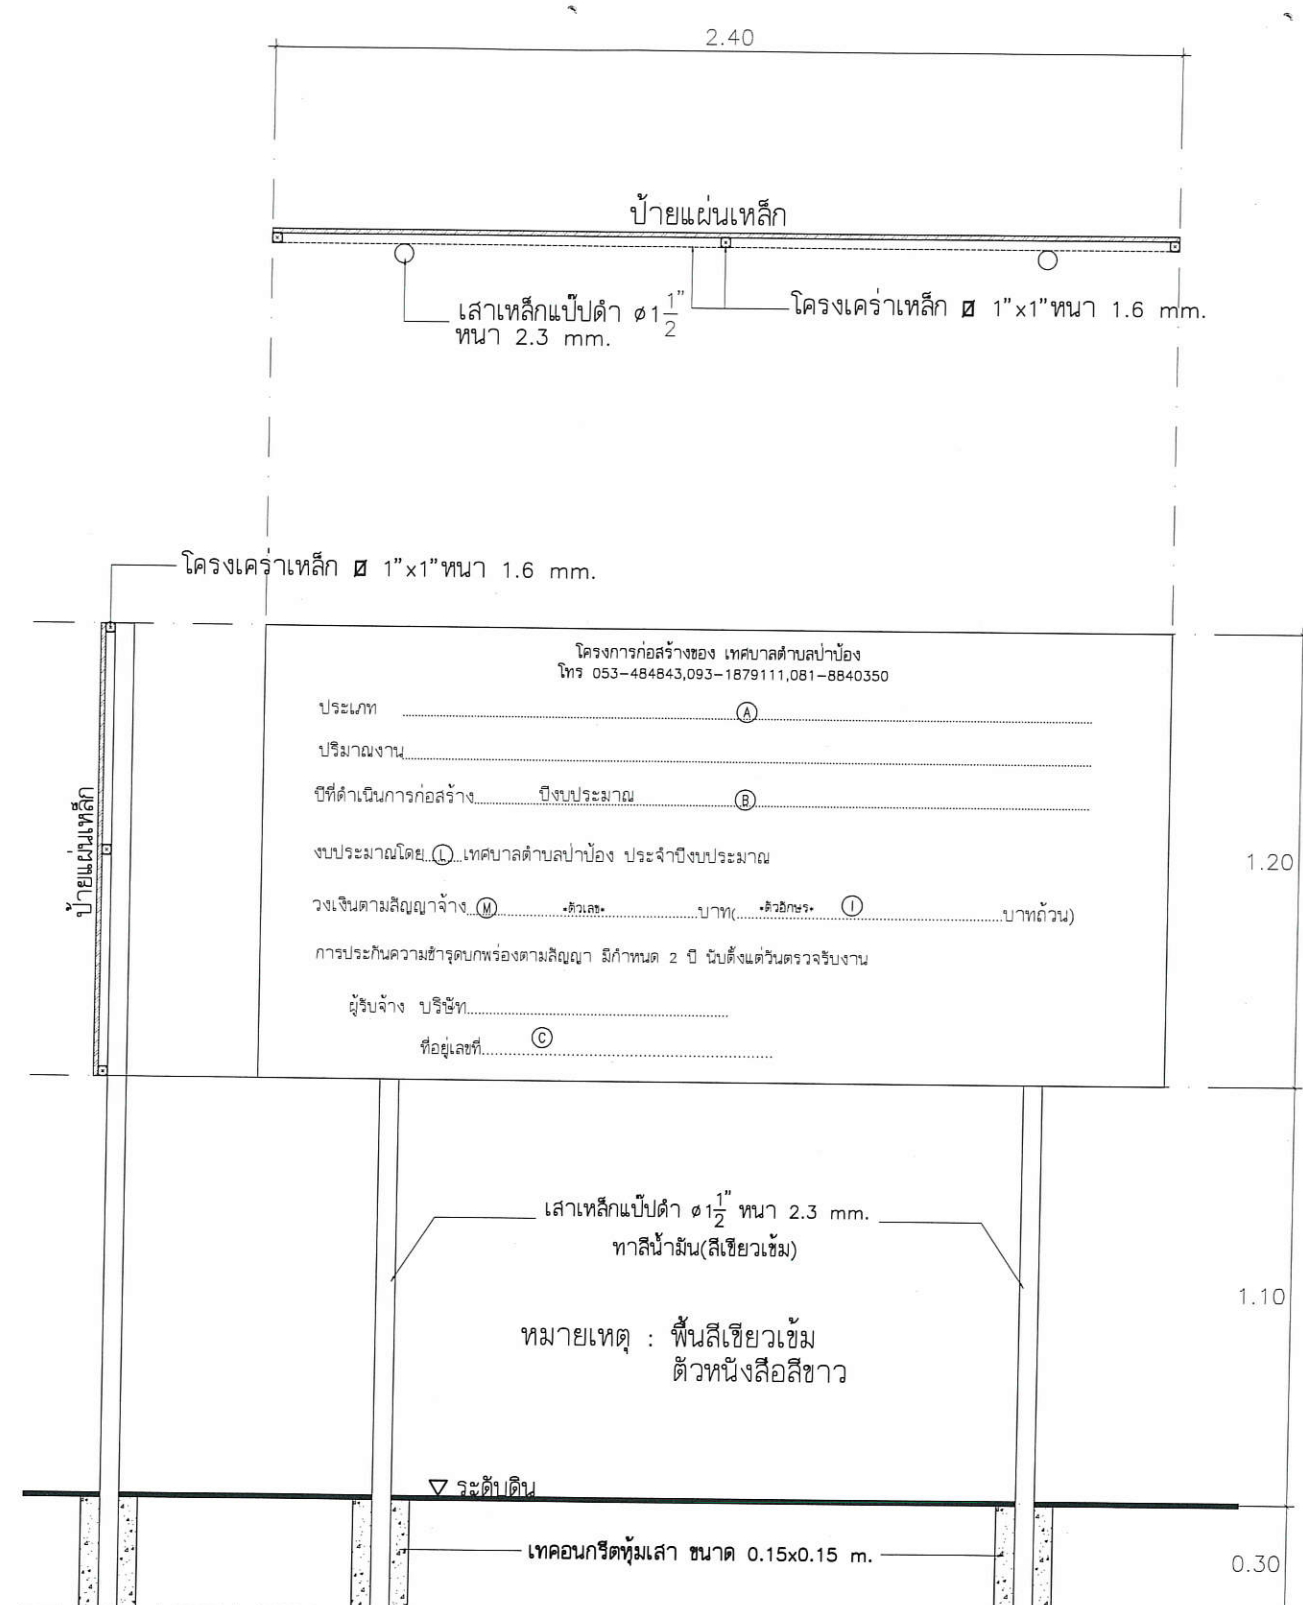 2.40
ป้ายแผ่นเหล็ก
เสาเหล็กแป๊ปดำ ø1 1/2"
หนา 2.3 mm.
โครงเคร่าเหล็ก 1"x1"หนา 1.6 mm.
โครงเคร่าเหล็ก 1"x1"หนา 1.6 mm.
โครงการก่อสร้างของ เทศบาลตำบลป่าป้อง
โทร 053-484843,093-1879111,081-8840350
ประเภท A
ปริมาณงาน
ปีที่ดำเนินการก่อสร้าง ปีงบประมาณ B
งบประมาณโดย L เทศบาลตำบลป่าป้อง ประจำปีงบประมาณ
วงเงินตามสัญญาจ้าง M •ตัวเลข• บาท( •ตัวอักษร• I บาทถ้วน)
การประกันความชำรุดบกพร่องตามสัญญา มีกำหนด 2 ปี นับตั้งแต่วันตรวจรับงาน
ผู้รับจ้าง บริษัท
ที่อยู่เลขที่ C
ป้ายแผ่นเหล็ก
1.20
เสาเหล็กแป๊ปดำ ø1 1/2" หนา 2.3 mm.
ทาสีน้ำมัน(สีเขียวเข้ม)
1.10
หมายเหตุ : พื้นสีเขียวเข้ม
ตัวหนังสือสีขาว
ระดับดิน
เทคอนกรีตหุ้มเสา ขนาด 0.15x0.15 m.
0.30